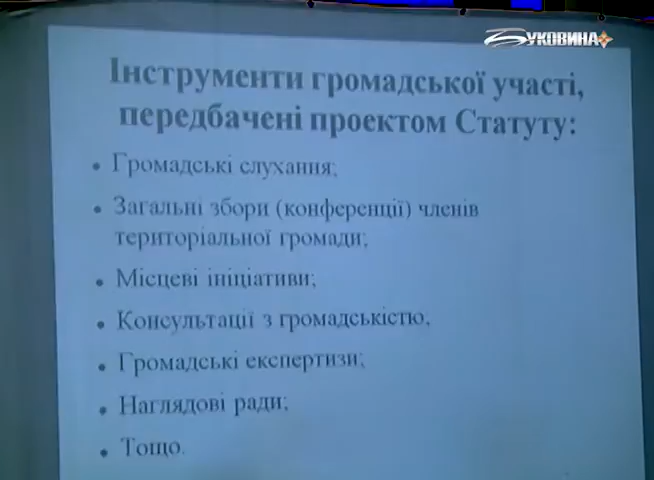 БУКОВИНА
Інструменти громадської участі,
передбачені проектом Статуту:
• Громадські слухання;
• Загальні збори (конференції) членів
територіальної громади;
• Місцеві ініціативи;
• Консультації з громадськістю;
• Громадські експертизи;
• Наглядові ради;
• Тощо.